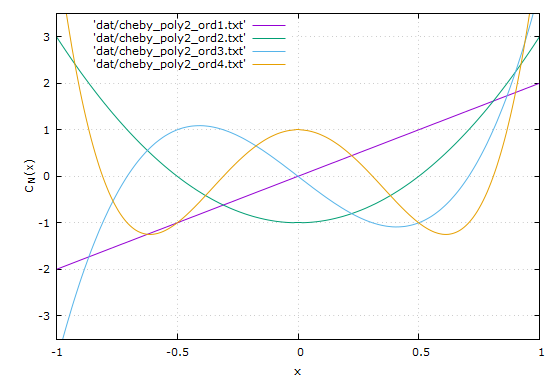 'dat/cheby_poly2_ord1.txt'
'dat/cheby_poly2_ord2.txt'
'dat/cheby_poly2_ord3.txt'
'dat/cheby_poly2_ord4.txt'
3
2
1
0
-1
-2
-3
C_N(x)
-1 -0.5 0 0.5 1
x